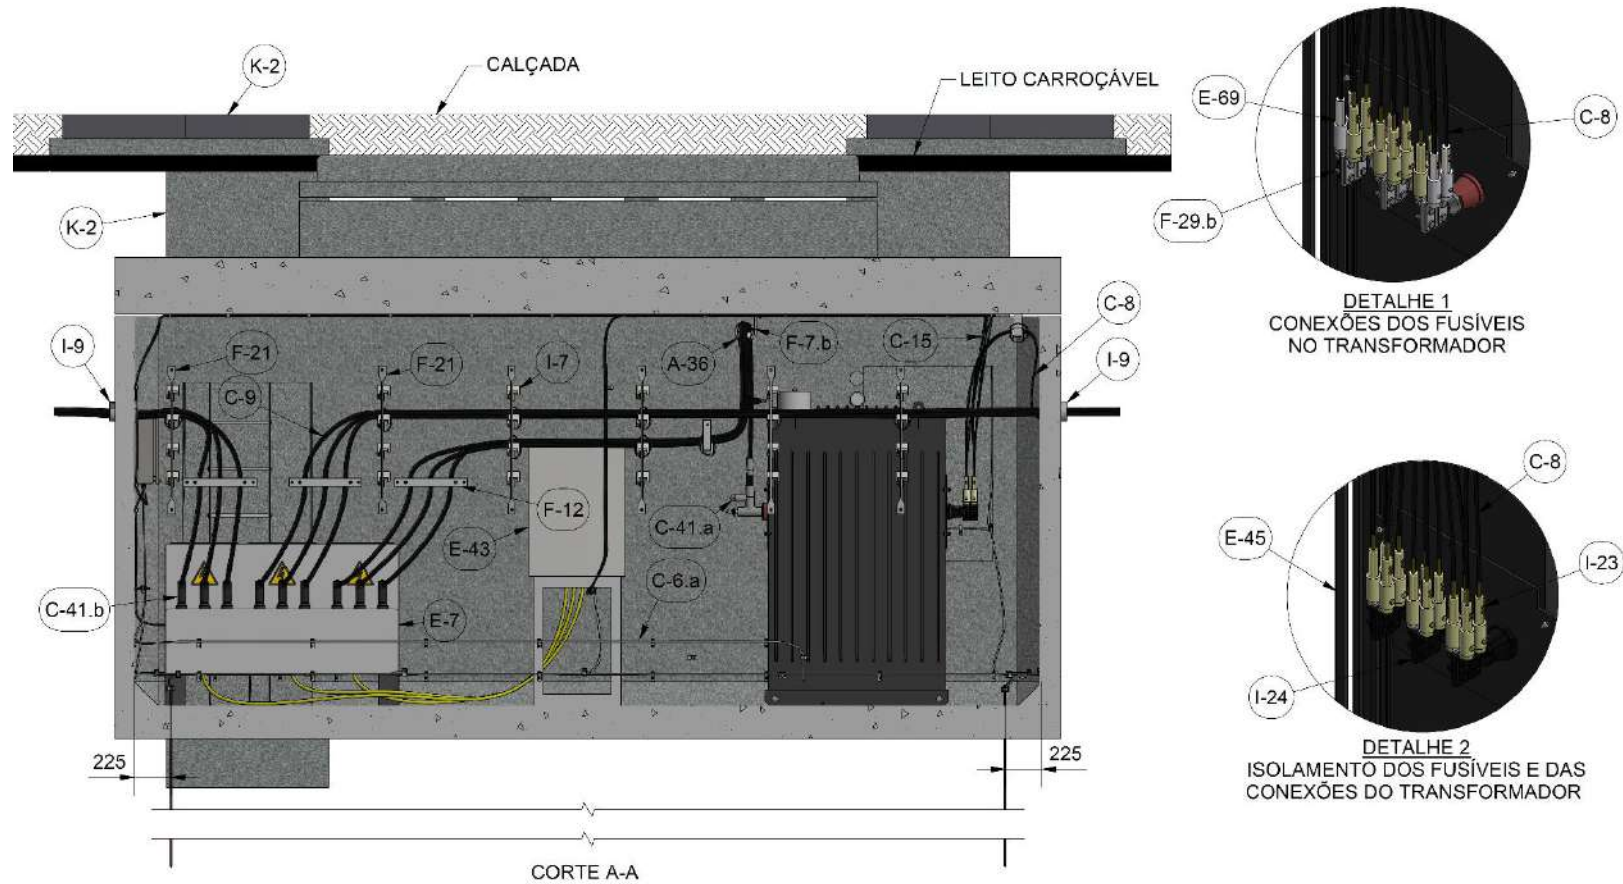 K-2
CALÇADA
LEITO CARROÇÁVEL
K-2
I-9
F-21
C-9
F-21
I-7
A-36
F-7.b
C-15
C-8
I-9
F-12
E-43
C-41.a
C-6.a
C-41.b
E-7
225
225
CORTE A-A
E-69
C-8
F-29.b
DETALHE 1
CONEXÕES DOS FUSÍVEIS
NO TRANSFORMADOR
C-8
E-45
I-23
I-24
DETALHE 2
ISOLAMENTO DOS FUSÍVEIS E DAS
CONEXÕES DO TRANSFORMADOR